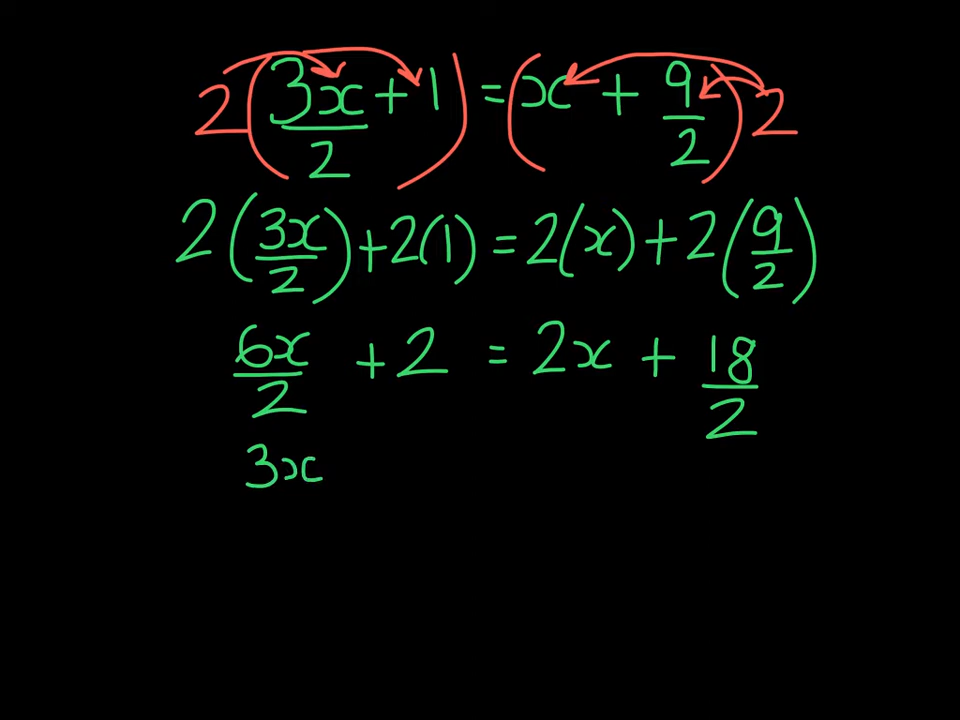 2(3x/2 + 1) = (x + 9/2)2
2(3x/2) + 2(1) = 2(x) + 2(9/2)
6x/2 + 2 = 2x + 18/2
3x